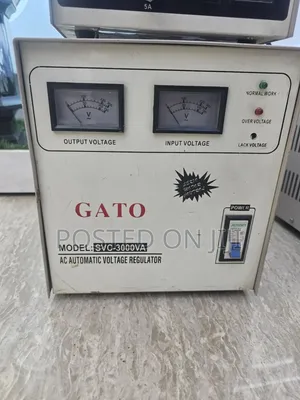 5A
NORMAL WORK
OVER VOLTAGE
LACK VOLTAGE
V
V
OUTPUT VOLTAGE
INPUT VOLTAGE
GATO
POWER
POSTED ON JIJI
MODEL: SVC-3000VA
AC AUTOMATIC VOLTAGE REGULATOR